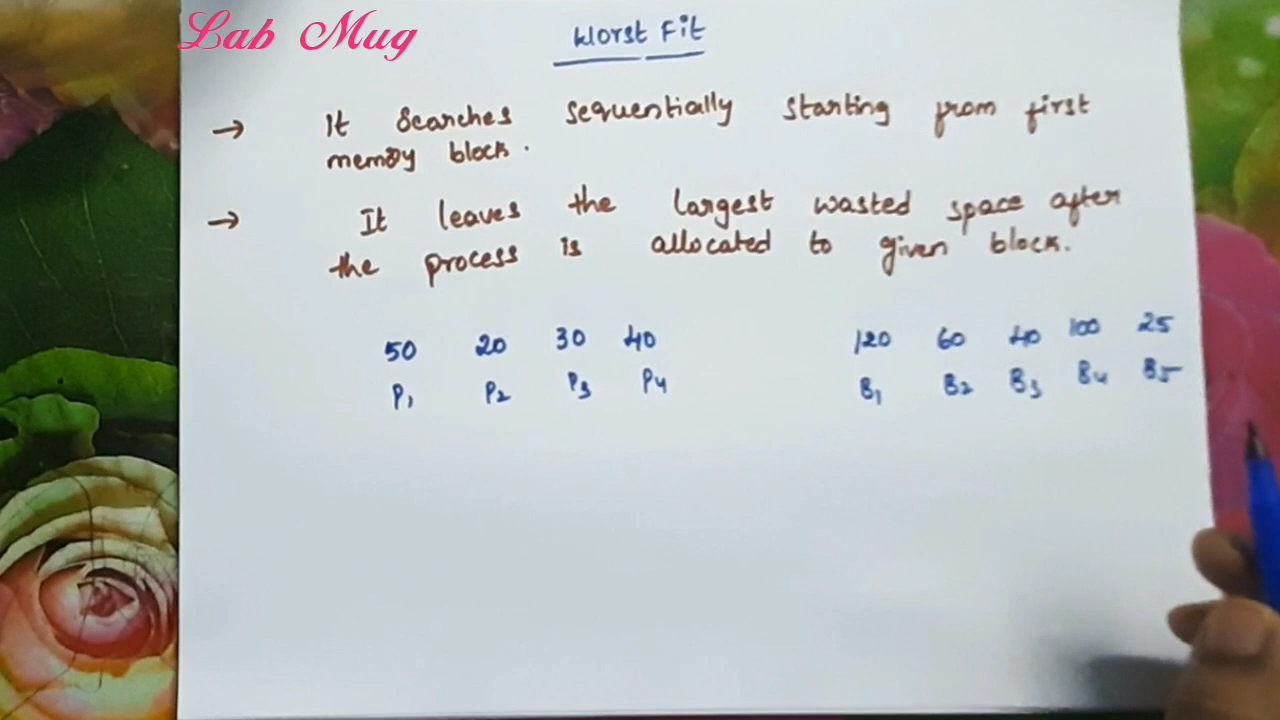 Lab Mug
Worst Fit
→ It Searches sequentially starting from first
memory block.
→ It leaves the largest wasted space after
the process is allocated to given block.
50 20 30 40 120 60 40 100 25
P1 P2 P3 P4 B1 B2 B3 B4 B5